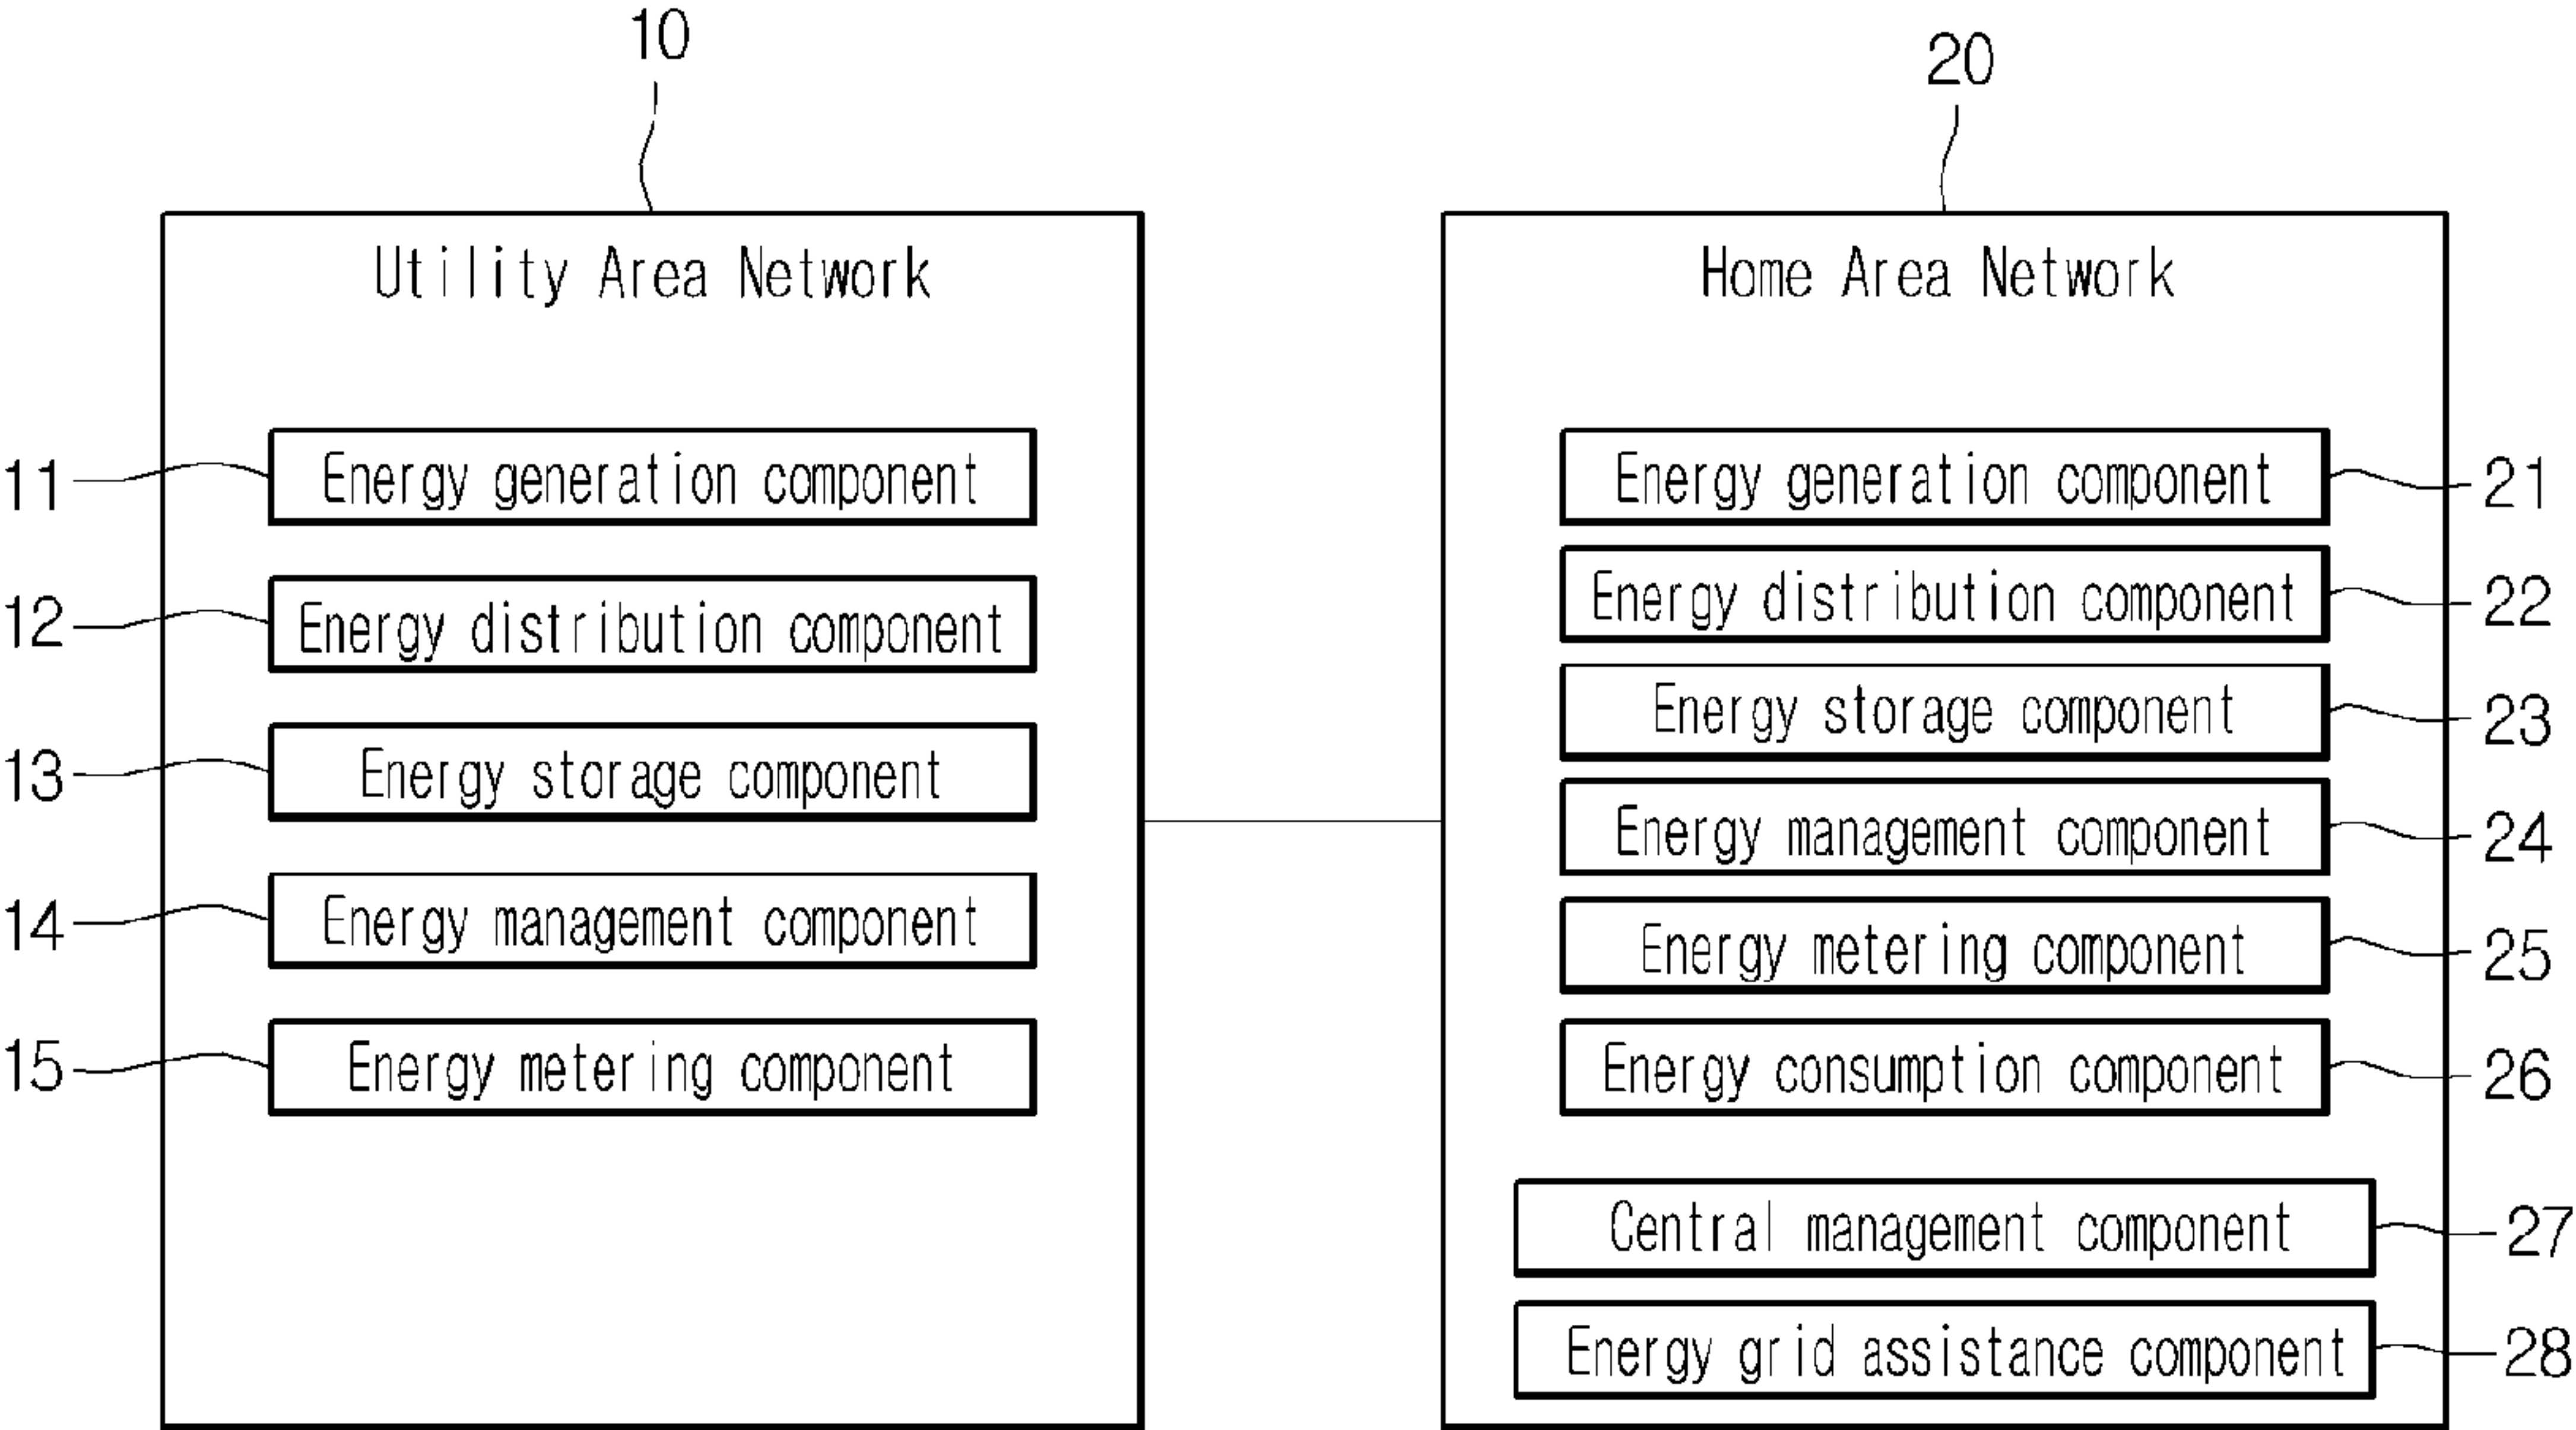 10
20
Utility Area Network
Home Area Network
11
Energy generation component
12
Energy distribution component
13
Energy storage component
14
Energy management component
15
Energy metering component
Energy generation component
21
Energy distribution component
22
Energy storage component
23
Energy management component
24
Energy metering component
25
Energy consumption component
26
Central management component
27
Energy grid assistance component
28